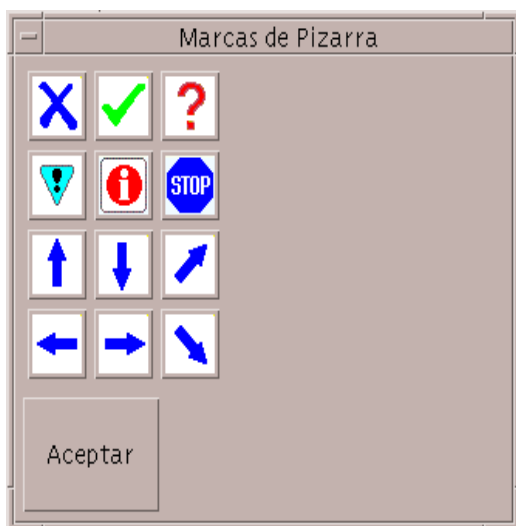 Marcas de Pizarra
X ✓ ?
! i STOP
Aceptar